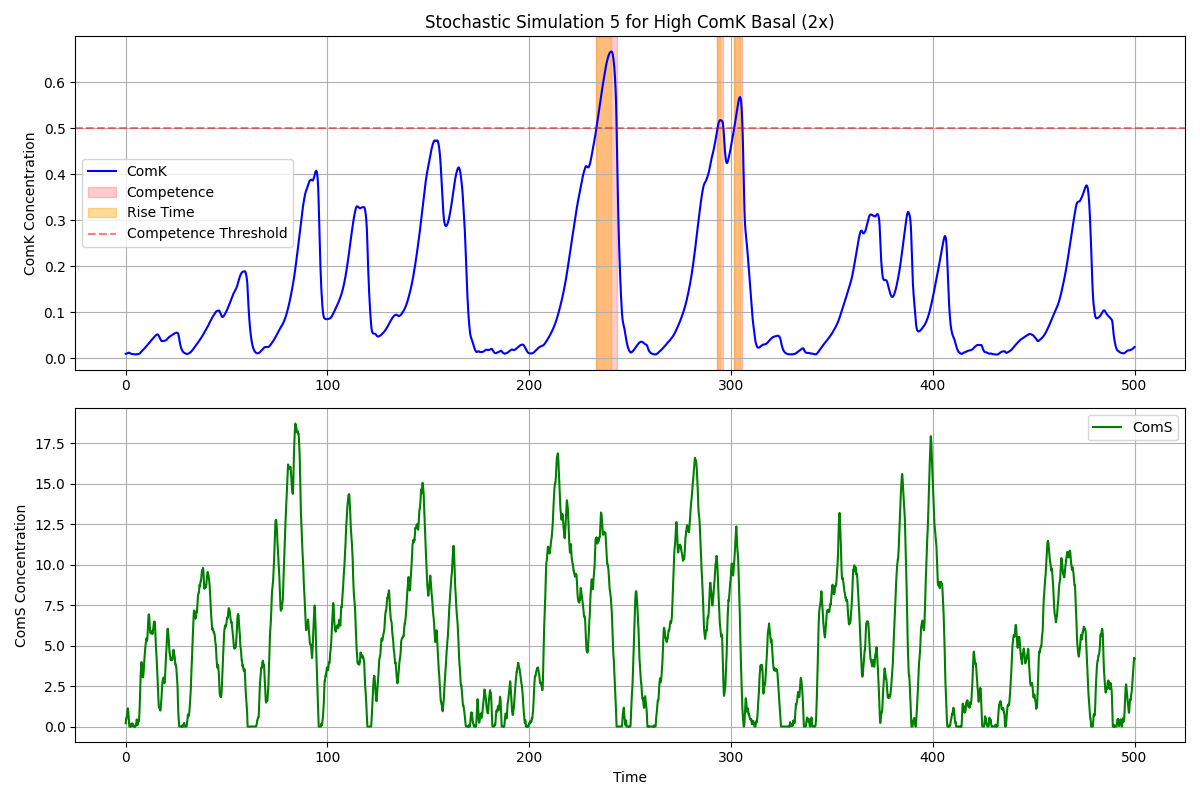 Stochastic Simulation 5 for High ComK Basal (2x)
ComK Concentration
0.6
0.5
0.4
0.3
0.2
0.1
0.0
ComK
Competence
Rise Time
Competence Threshold
0 100 200 300 400 500
ComS Concentration
17.5
15.0
12.5
10.0
7.5
5.0
2.5
0.0
ComS
0 100 200 300 400 500
Time